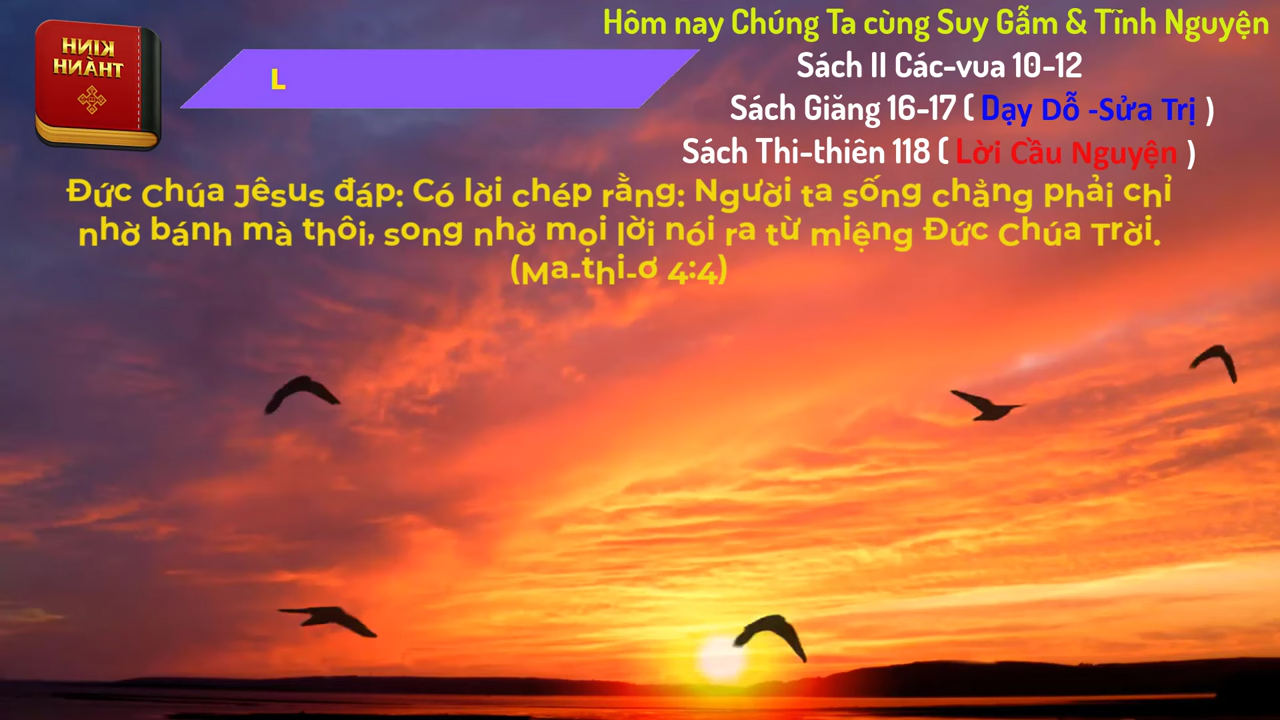 KINH
THÀNH
L
Hôm nay Chúng Ta cùng Suy Gẫm & Tĩnh Nguyện
Sách II Các-vua 10-12
Sách Giăng 16-17 ( Dạy Dỗ -Sửa Trị )
Sách Thi-thiên 118 ( Lời Cầu Nguyện )
Đức Chúa Jêsus đáp: Có lời chép rằng: Người ta sống chẳng phải chỉ
nhờ bánh mà thôi, song nhờ mọi lời nói ra từ miệng Đức Chúa Trời.
(Ma-thi-ơ 4:4)